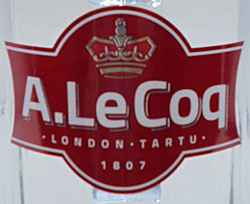 A.LeCoq
· LONDON · TARTU ·
1807